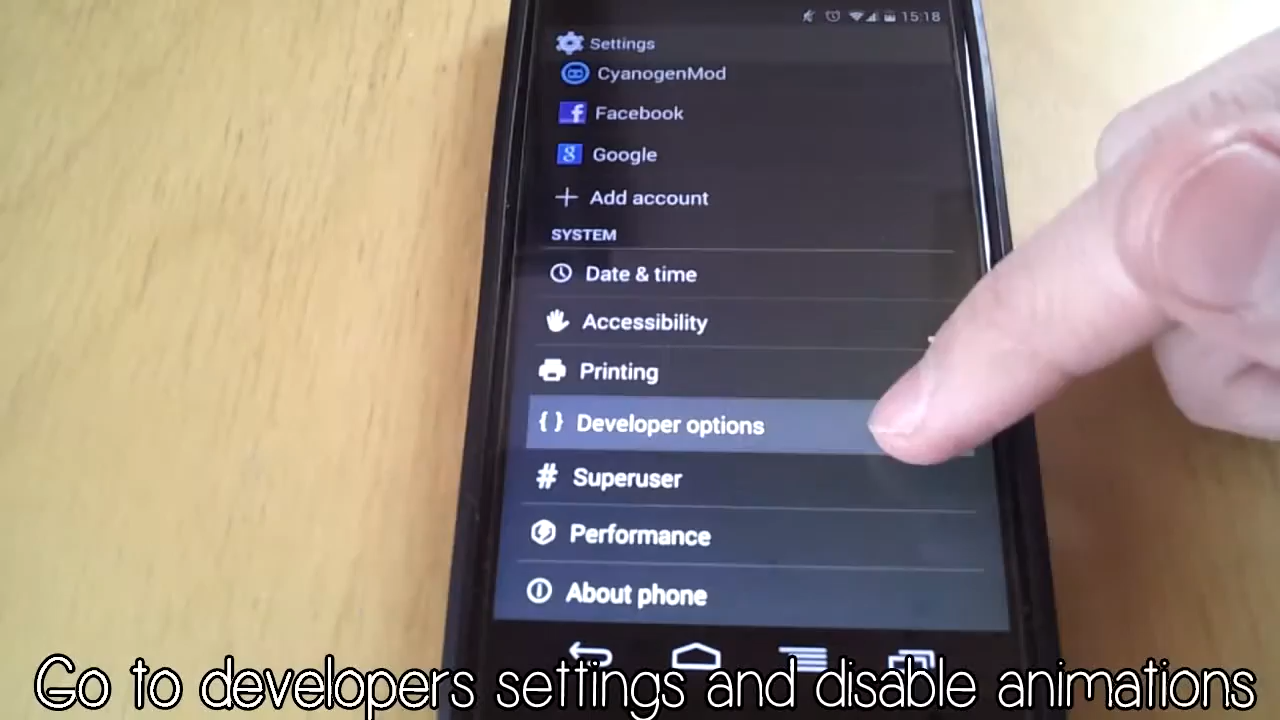 15:18
Settings
CyanogenMod
f Facebook
8 Google
Add account
SYSTEM
Date & time
Accessibility
Printing
{ } Developer options
# Superuser
Performance
About phone
Go to developers settings and disable animations